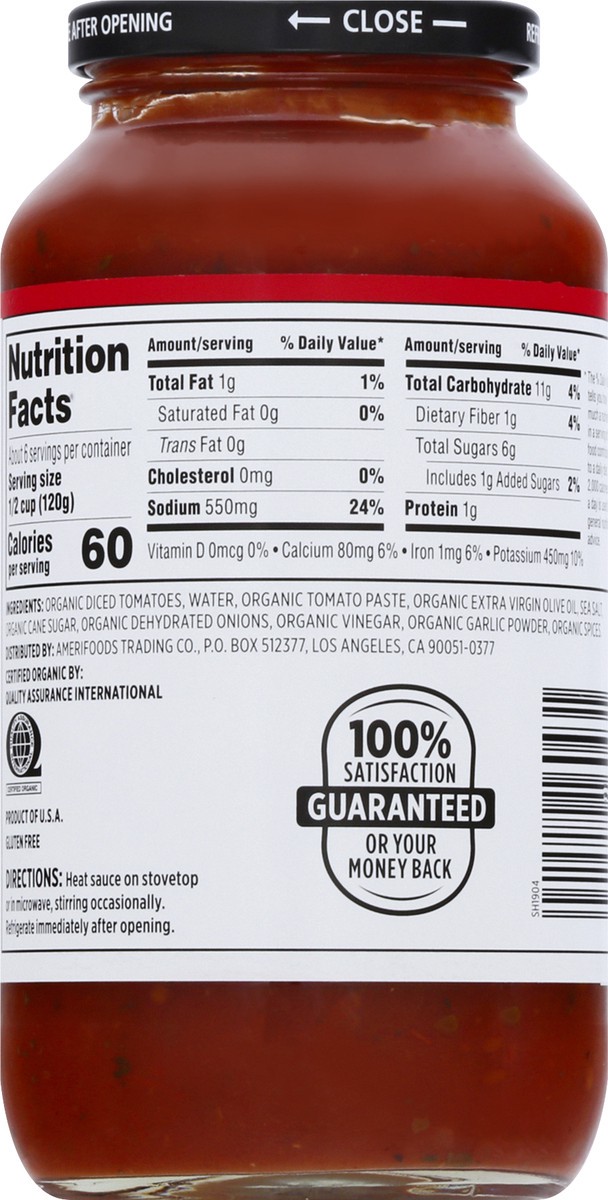 AFTER OPENING ← CLOSE —
Nutrition
Facts
About 6 servings per container
Serving size
1/2 cup (120g)
Calories
per serving
60
Amount/serving % Daily Value*
Total Fat 1g 1%
Saturated Fat 0g 0%
Trans Fat 0g
Cholesterol 0mg 0%
Sodium 550mg 24%
Amount/serving % Daily Value*
Total Carbohydrate 11g 4%
Dietary Fiber 1g 4%
Total Sugars 6g
Includes 1g Added Sugars 2%
Protein 1g
Vitamin D 0mcg 0% • Calcium 80mg 6% • Iron 1mg 6% • Potassium 450mg 10%
INGREDIENTS: ORGANIC DICED TOMATOES, WATER, ORGANIC TOMATO PASTE, ORGANIC EXTRA VIRGIN OLIVE OIL, SEA SALT,
ORGANIC CANE SUGAR, ORGANIC DEHYDRATED ONIONS, ORGANIC VINEGAR, ORGANIC GARLIC POWDER, ORGANIC SPICES.
DISTRIBUTED BY: AMERIFOODS TRADING CO., P.O. BOX 512377, LOS ANGELES, CA 90051-0377
CERTIFIED ORGANIC BY:
QUALITY ASSURANCE INTERNATIONAL
CERTIFIED ORGANIC
PRODUCT OF U.S.A.
GLUTEN FREE
DIRECTIONS: Heat sauce on stovetop
or in microwave, stirring occasionally.
Refrigerate immediately after opening.
100%
SATISFACTION
GUARANTEED
OR YOUR
MONEY BACK
SH1904